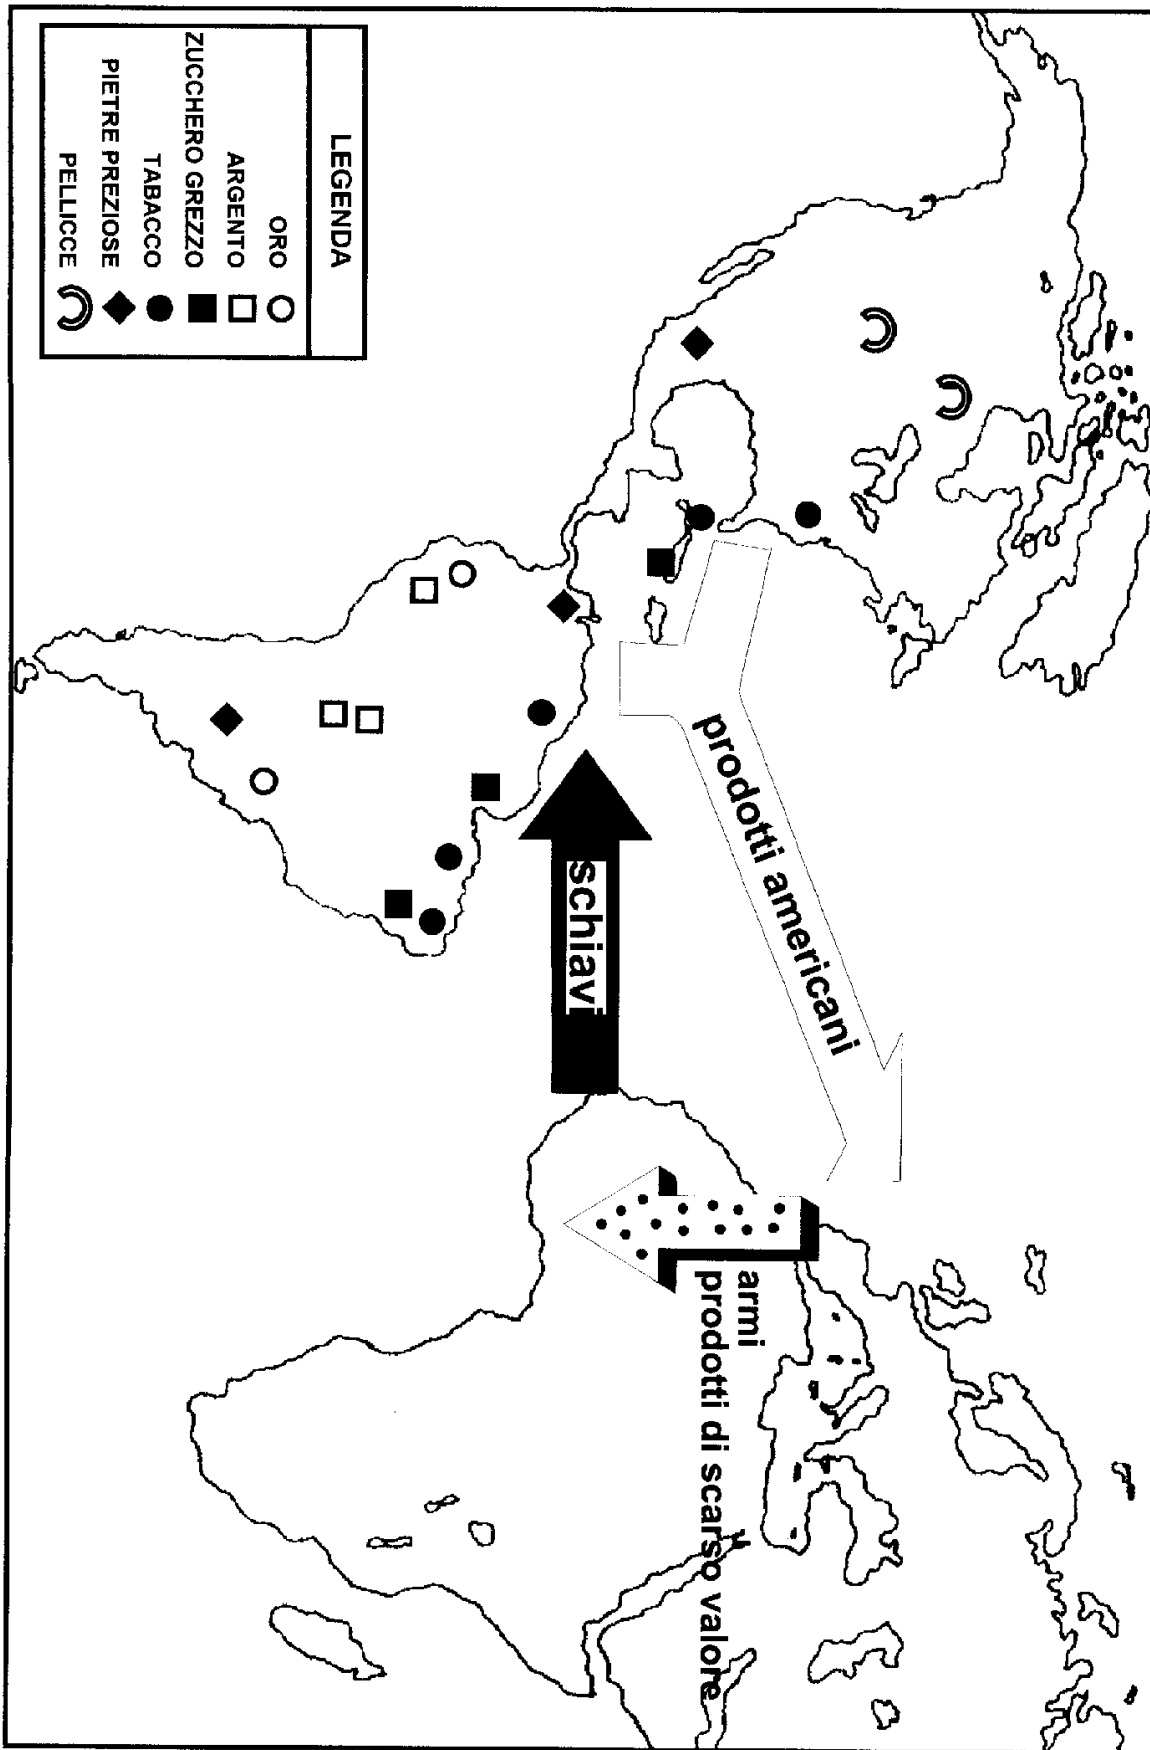 LEGENDA
ORO
ARGENTO
ZUCCHERO GREZZO
TABACCO
PIETRE PREZIOSE
PELLICCE
prodotti americani
schiavi
armi
prodotti di scarso valore